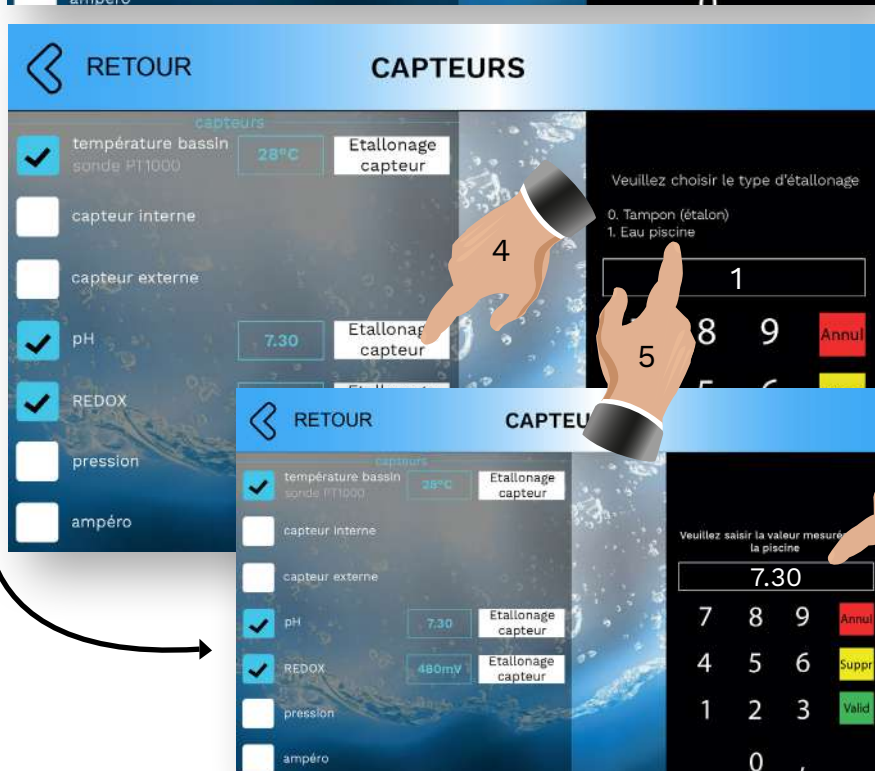 ampéro
RETOUR
CAPTEURS
capteurs
température bassin
sonde PT1000
28°C
Etallonage
capteur
capteur interne
capteur externe
pH
7.30
Etallonag
capteur
REDOX
pression
ampéro
4
Veuillez choisir le type d'étallonage
0. Tampon (étalon)
1. Eau piscine
1
8 9 Annul
5
RETOUR
CAPTEU
capteurs
température bassin
sonde PT1000
28°C
Etallonage
capteur
capteur interne
capteur externe
pH
7.30
Etallonage
capteur
REDOX
480mV
Etallonage
capteur
pression
ampéro
Veuillez saisir la valeur mesuré
la piscine
7.30
7 8 9 Annul
4 5 6 Suppr
1 2 3 Valid
0 ,